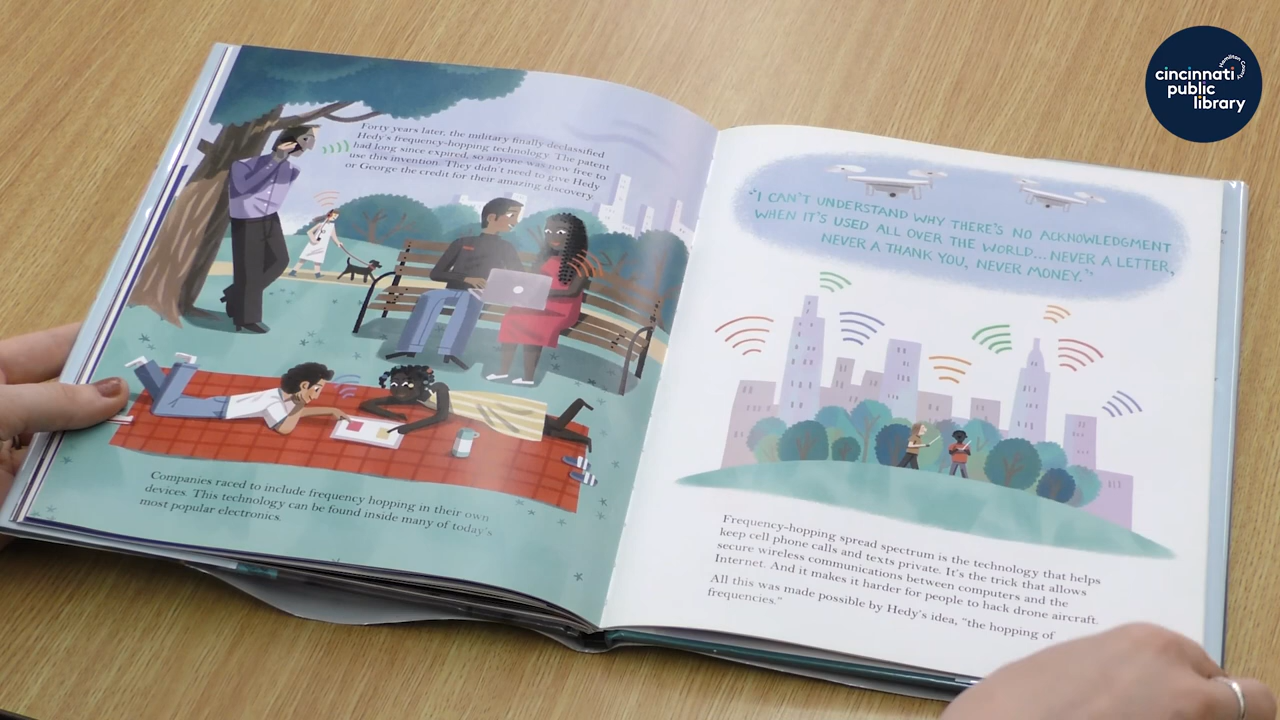 Forty years later, the military finally declassified
Hedy's frequency-hopping technology. The patent
had long since expired, so anyone was now free to
use this invention. They didn't need to give Hedy
or George the credit for their amazing discovery.
Companies raced to include frequency hopping in their own
devices. This technology can be found inside many of today's
most popular electronics.
"I CAN'T UNDERSTAND WHY THERE'S NO ACKNOWLEDGMENT
WHEN IT'S USED ALL OVER THE WORLD...NEVER A LETTER,
NEVER A THANK YOU, NEVER MONEY."
Frequency-hopping spread spectrum is the technology that helps
keep cell phone calls and texts private. It's the trick that allows
secure wireless communications between computers and the
Internet. And it makes it harder for people to hack drone aircraft.
All this was made possible by Hedy's idea, "the hopping of
frequencies."
cincinnati
Hamilton County
public
library